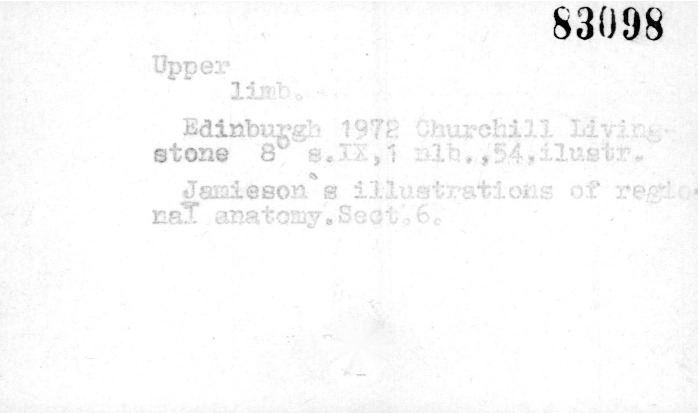 83098
Upper
limb.
Edinburgh 1972 Churchill Living-
stone 8° s.IX,1 nlb.,54,ilustr.
Jamieson`s illustrations of regio
nal anatomy.Sect.6.